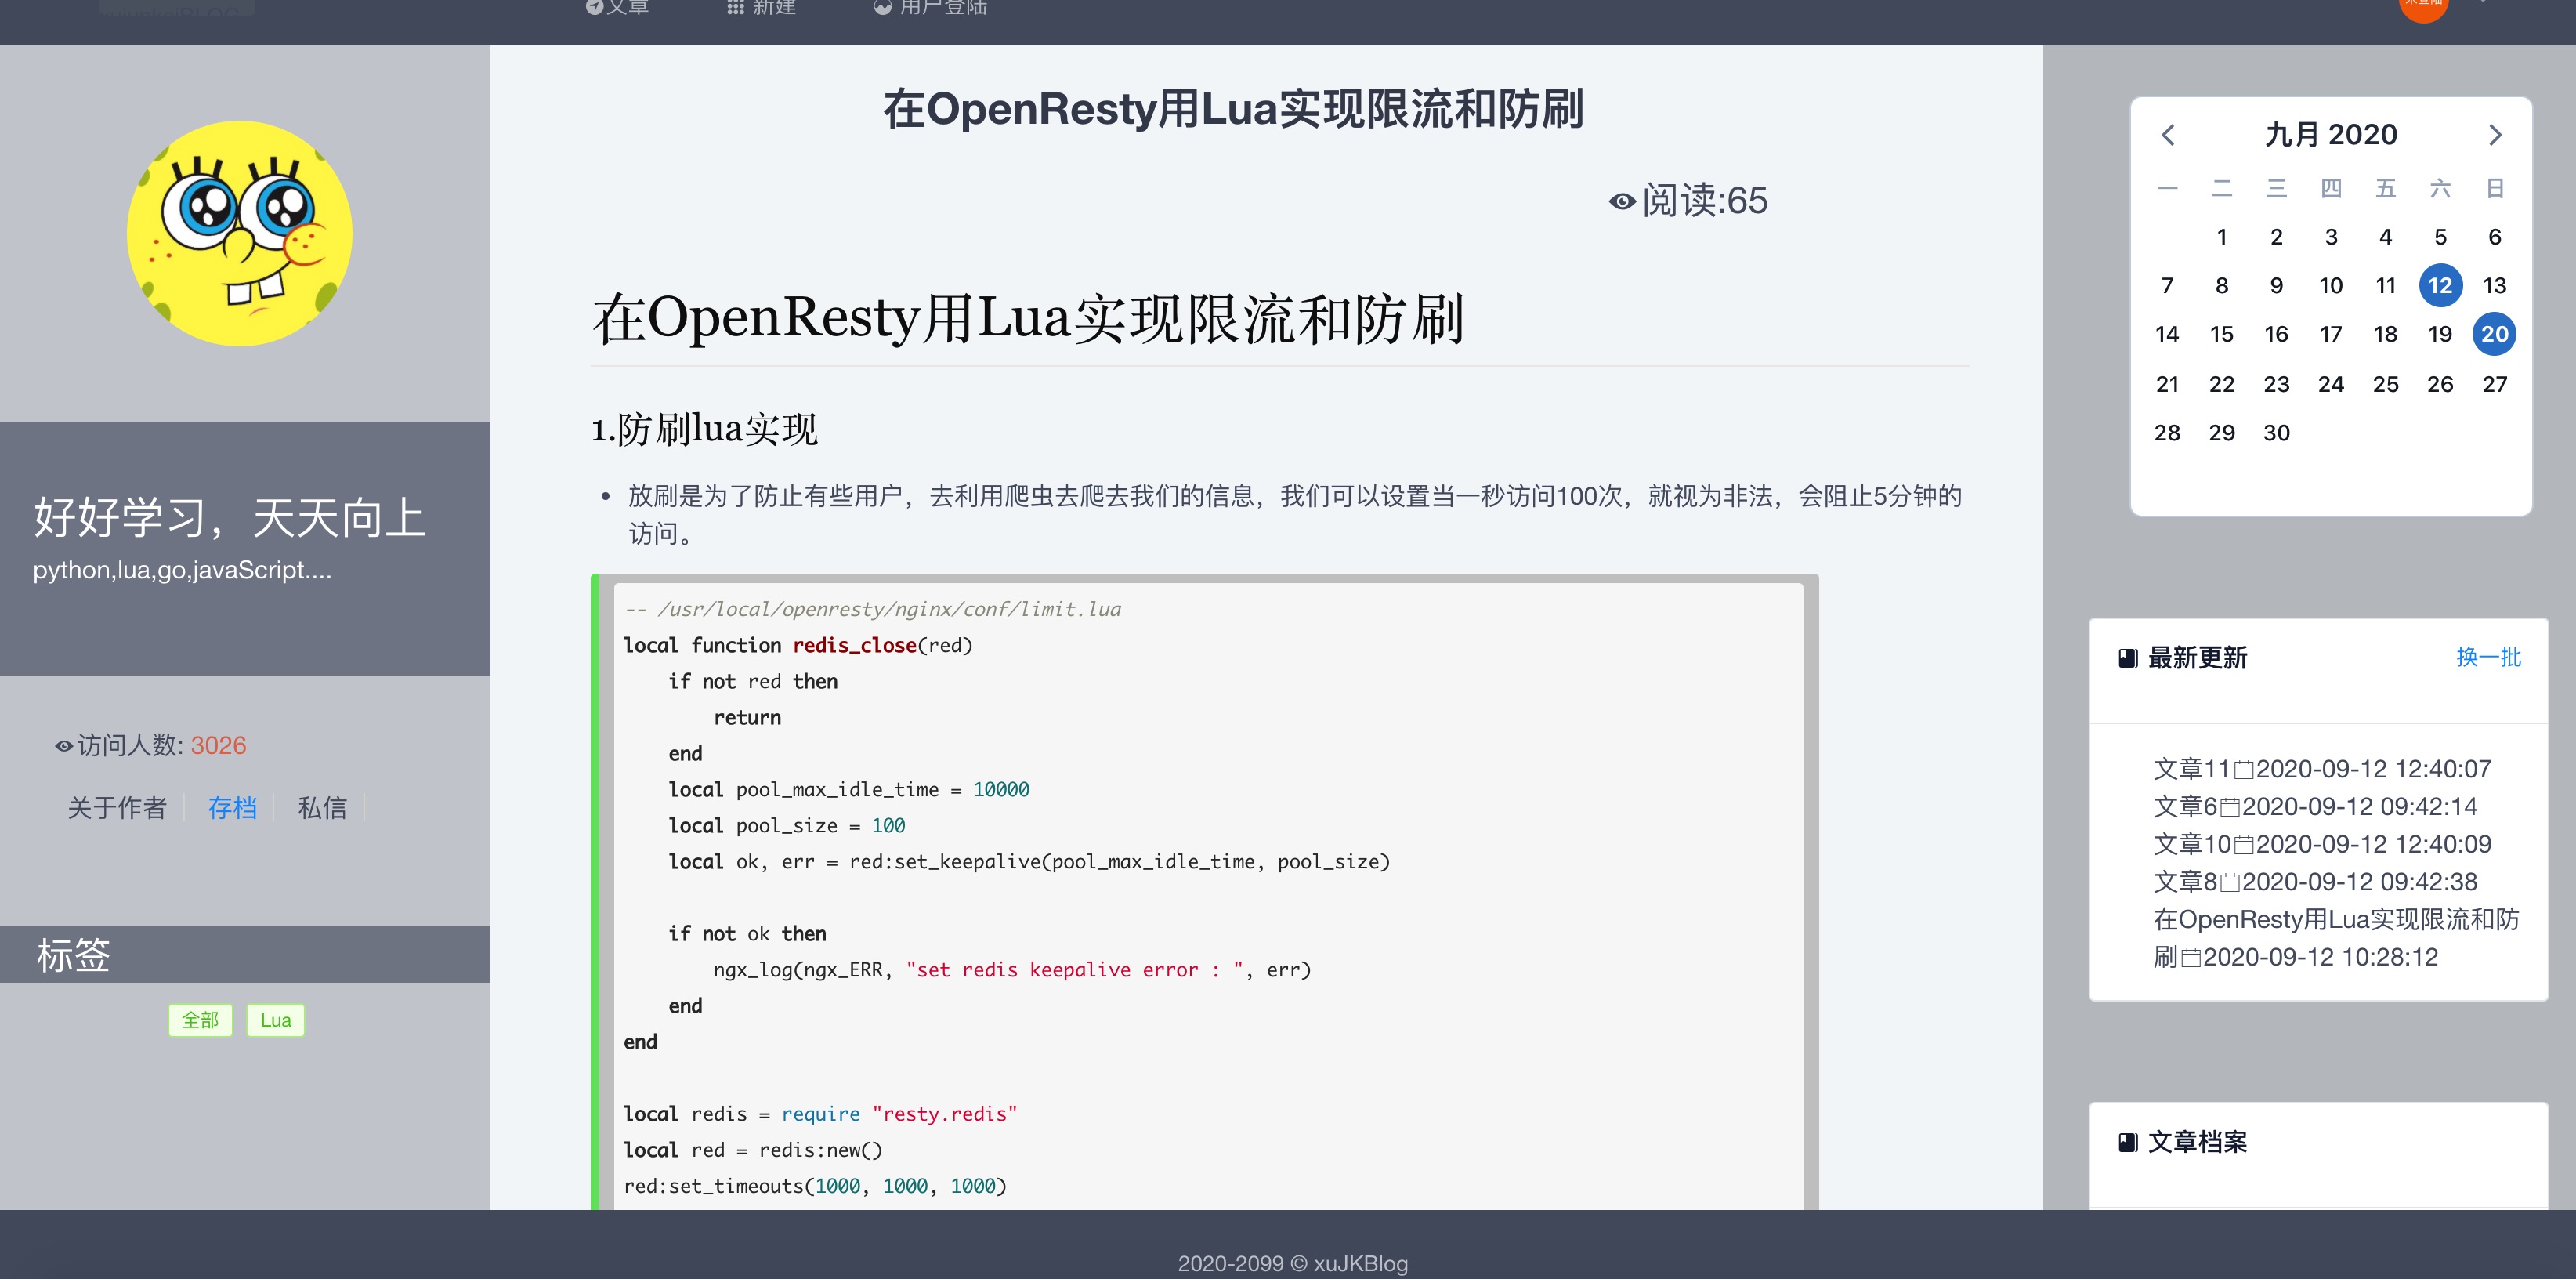 文章
新建
用户登陆
在OpenResty用Lua实现限流和防刷
阅读:65
好好学习，天天向上
python,lua,go,javaScript....
访问人数: 3026
关于作者
存档
私信
标签
全部
Lua
在OpenResty用Lua实现限流和防刷
1.防刷lua实现
放刷是为了防止有些用户，去利用爬虫去爬去我们的信息，我们可以设置当一秒访问100次，就视为非法，会阻止5分钟的
访问。
-- /usr/local/openresty/nginx/conf/limit.lua
local function redis_close(red)
    if not red then
        return
    end
    local pool_max_idle_time = 10000
    local pool_size = 100
    local ok, err = red:set_keepalive(pool_max_idle_time, pool_size)
    if not ok then
        ngx_log(ngx_ERR, "set redis keepalive error : ", err)
    end
end
local redis = require "resty.redis"
local red = redis:new()
red:set_timeouts(1000, 1000, 1000)
九月 2020
一 二 三 四 五 六 日
1 2 3 4 5 6
7 8 9 10 11 12 13
14 15 16 17 18 19 20
21 22 23 24 25 26 27
28 29 30
最新更新
换一批
文章11 2020-09-12 12:40:07
文章6 2020-09-12 09:42:14
文章10 2020-09-12 12:40:09
文章8 2020-09-12 09:42:38
在OpenResty用Lua实现限流和防
刷 2020-09-12 10:28:12
文章档案
2020-2099 © xuJKBlog